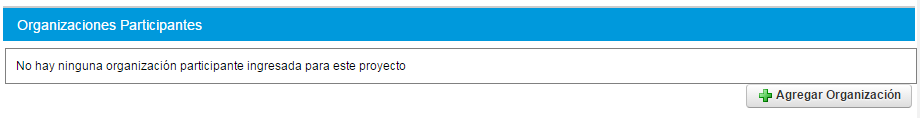 Organizaciones Participantes
No hay ninguna organización participante ingresada para este proyecto
Agregar Organización